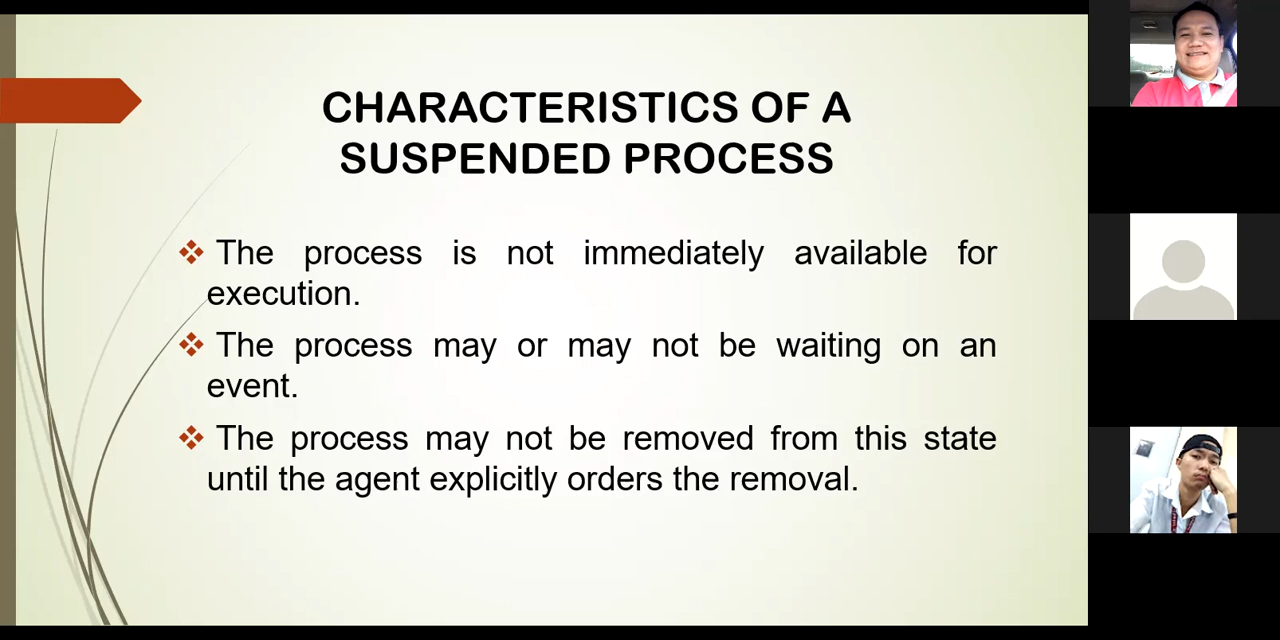 CHARACTERISTICS OF A
SUSPENDED PROCESS
The process is not immediately available for
execution.
The process may or may not be waiting on an
event.
The process may not be removed from this state
until the agent explicitly orders the removal.